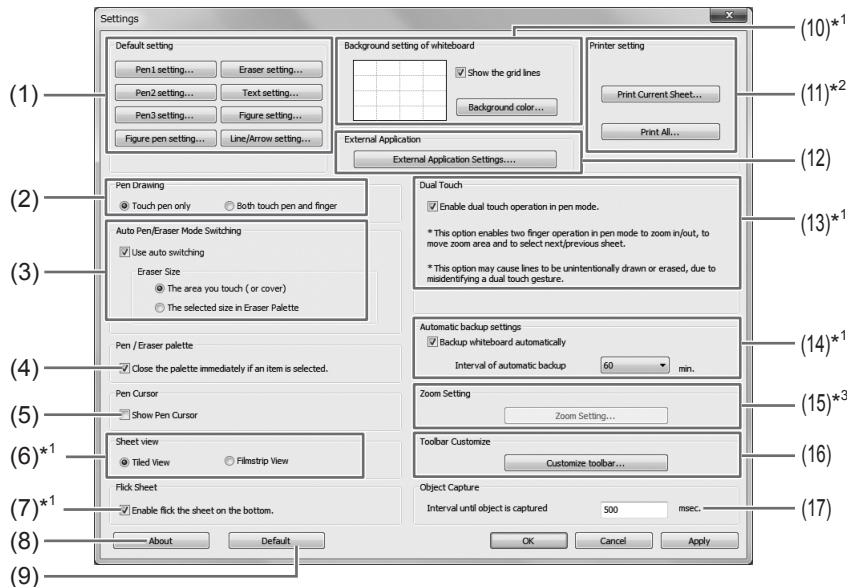 Settings
x
Default setting
Pen1 setting...
Eraser setting...
Pen2 setting...
Text setting...
Pen3 setting...
Figure setting...
Figure pen setting...
Line/Arrow setting...
(1)
Background setting of whiteboard
Show the grid lines
Background color...
(10)*1
Printer setting
Print Current Sheet...
Print All...
(11)*2
External Application
External Application Settings....
(12)
Pen Drawing
Touch pen only
Both touch pen and finger
(2)
Auto Pen/Eraser Mode Switching
Use auto switching
Eraser Size
The area you touch ( or cover)
The selected size in Eraser Palette
(3)
Dual Touch
Enable dual touch operation in pen mode.
* This option enables two finger operation in pen mode to zoom in/out, to
move zoom area and to select next/previous sheet.
* This option may cause lines to be unintentionally drawn or erased, due to
misidentifying a dual touch gesture.
(13)*1
Pen / Eraser palette
Close the palette immediately if an item is selected.
(4)
Automatic backup settings
Backup whiteboard automatically
Interval of automatic backup
60
min.
(14)*1
Pen Cursor
Show Pen Cursor
(5)
Zoom Setting
Zoom Setting...
(15)*3
Sheet view
Tiled View
Filmstrip View
(6)*1
Toolbar Customize
Customize toolbar...
(16)
Flick Sheet
Enable flick the sheet on the bottom.
(7)*1
Object Capture
Interval until object is captured
500
msec.
(17)
About
Default
OK
Cancel
Apply
(8)
(9)